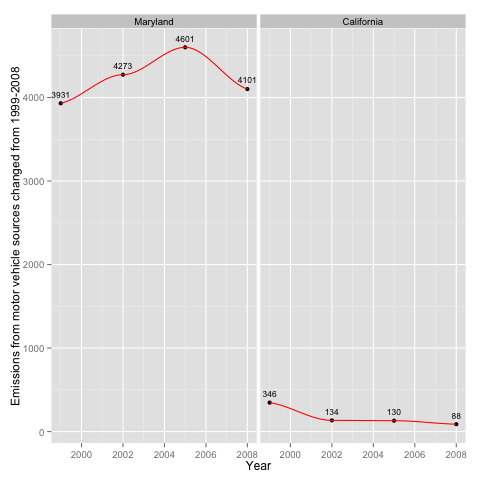 Maryland
California
Emissions from motor vehicle sources changed from 1999-2008
4000
3000
2000
1000
0
3931
4273
4601
4101
346
134
130
88
2000 2002 2004 2006 2008
2000 2002 2004 2006 2008
Year